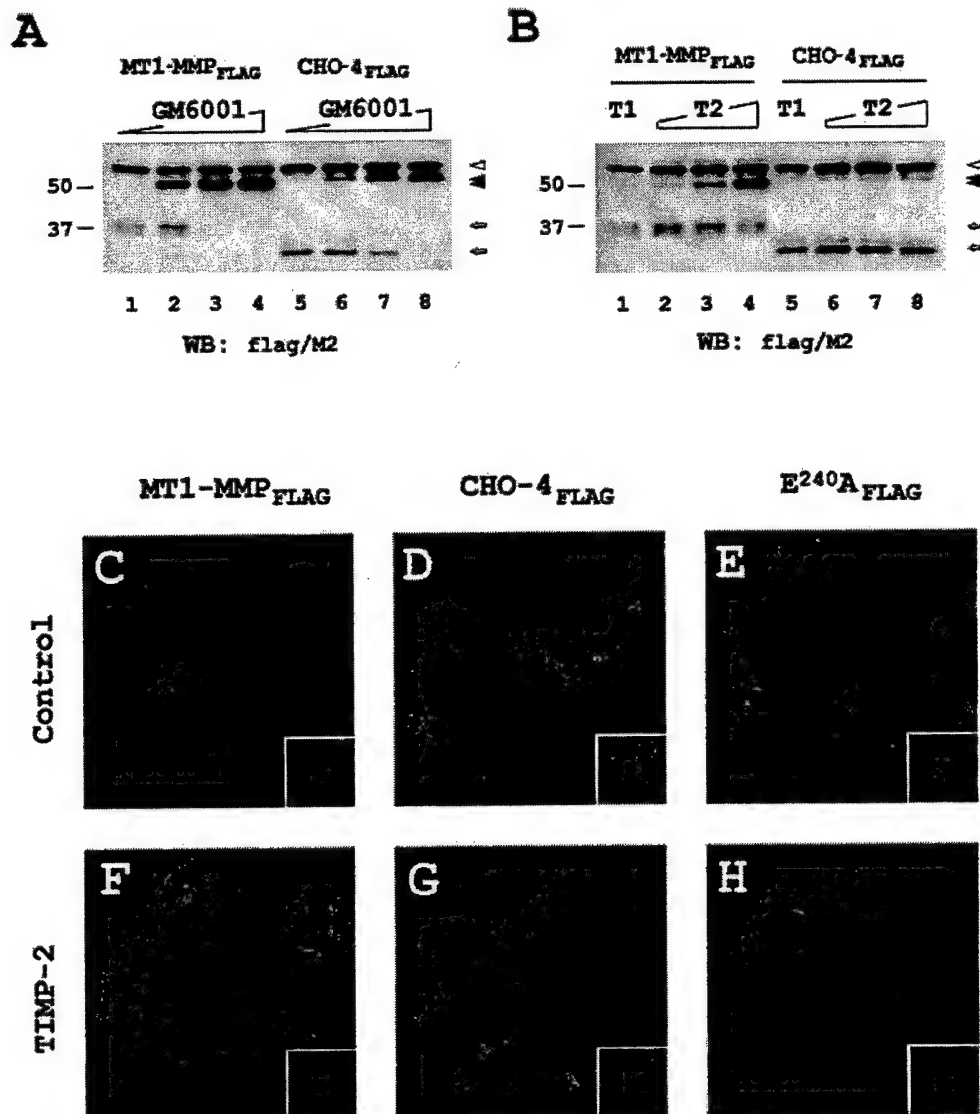 A
MT1-MMPFLAG CHO-4FLAG
GM6001 GM6001
50
37
1 2 3 4 5 6 7 8
WB: flag/M2
B
MT1-MMPFLAG CHO-4FLAG
T1 T2 T1 T2
50
37
1 2 3 4 5 6 7 8
WB: flag/M2
MT1-MMPFLAG CHO-4FLAG E240AFLAG
Control
C D E
TIMP-2
F G H